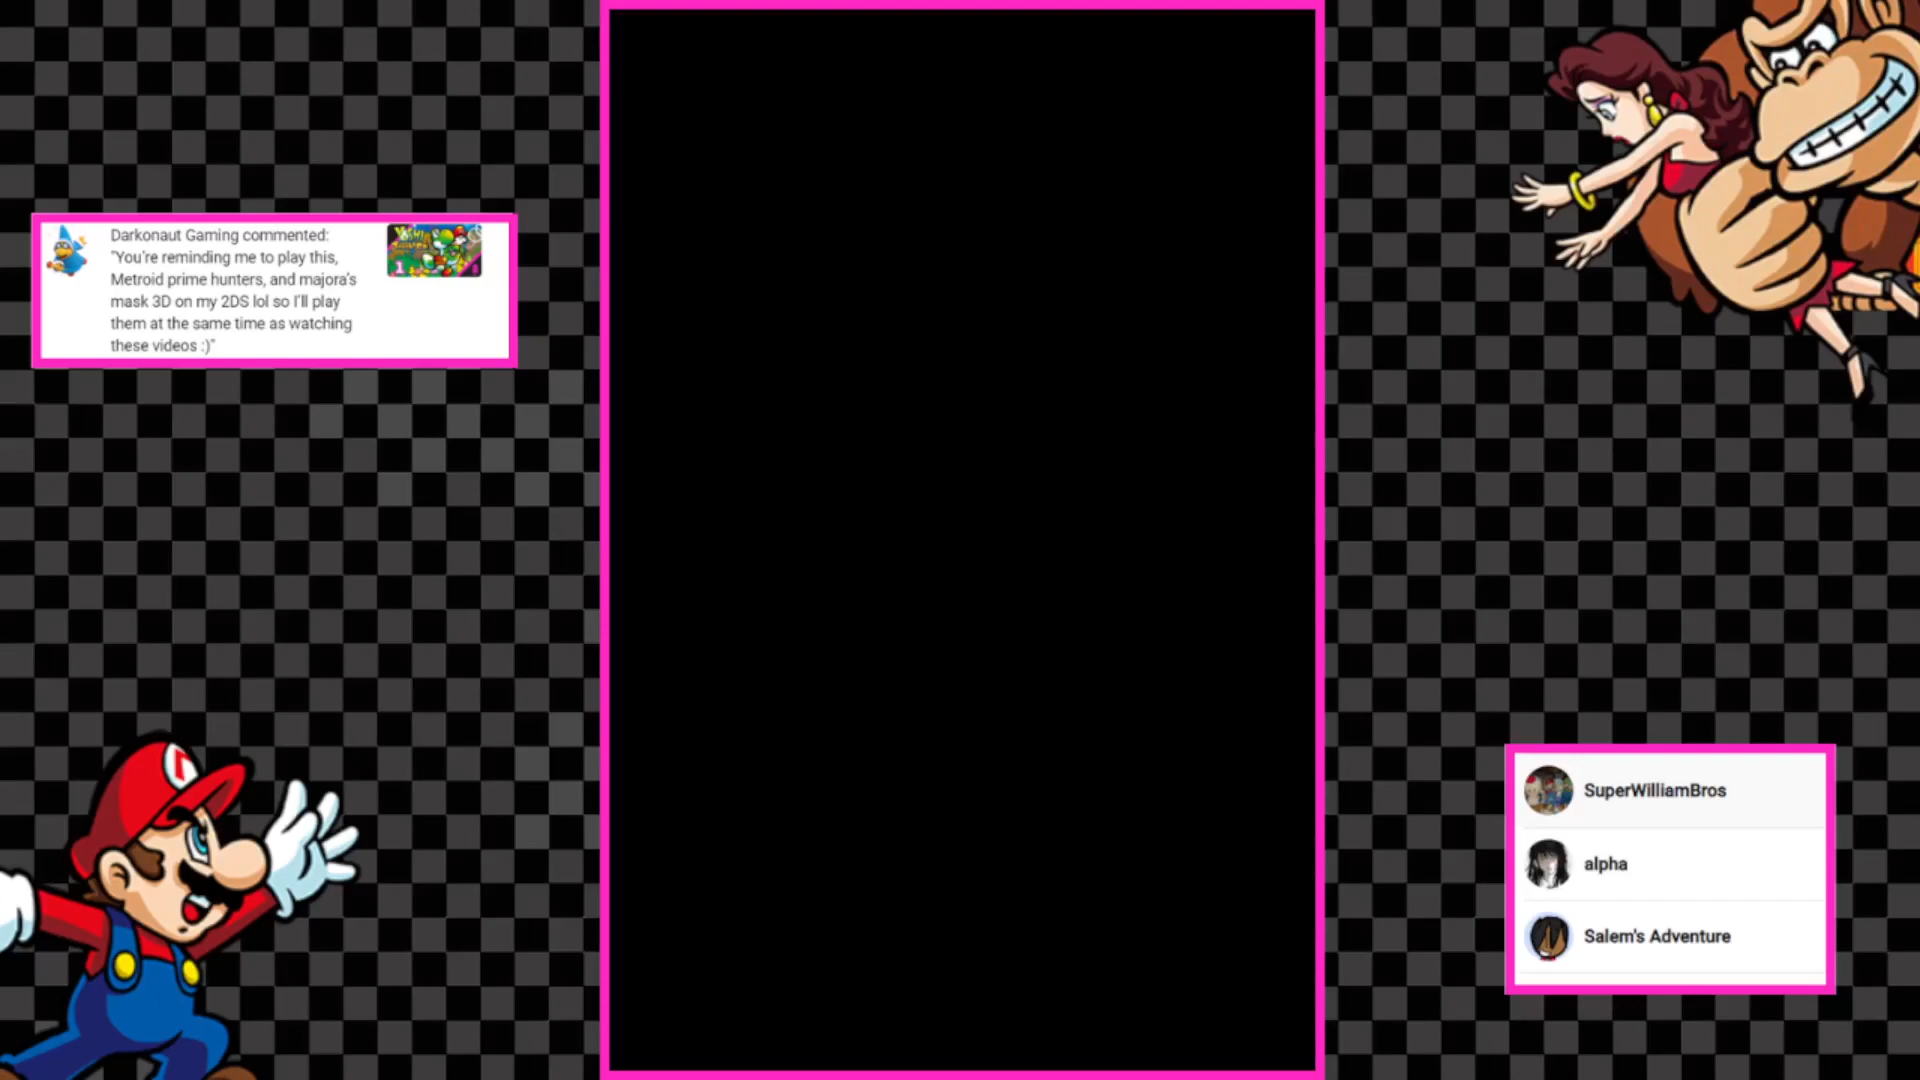 Darkonaut Gaming commented:
"You're reminding me to play this,
Metroid prime hunters, and majora's
mask 3D on my 2DS lol so I'll play
them at the same time as watching
these videos :)"
1
SuperWilliamBros
alpha
Salem's Adventure